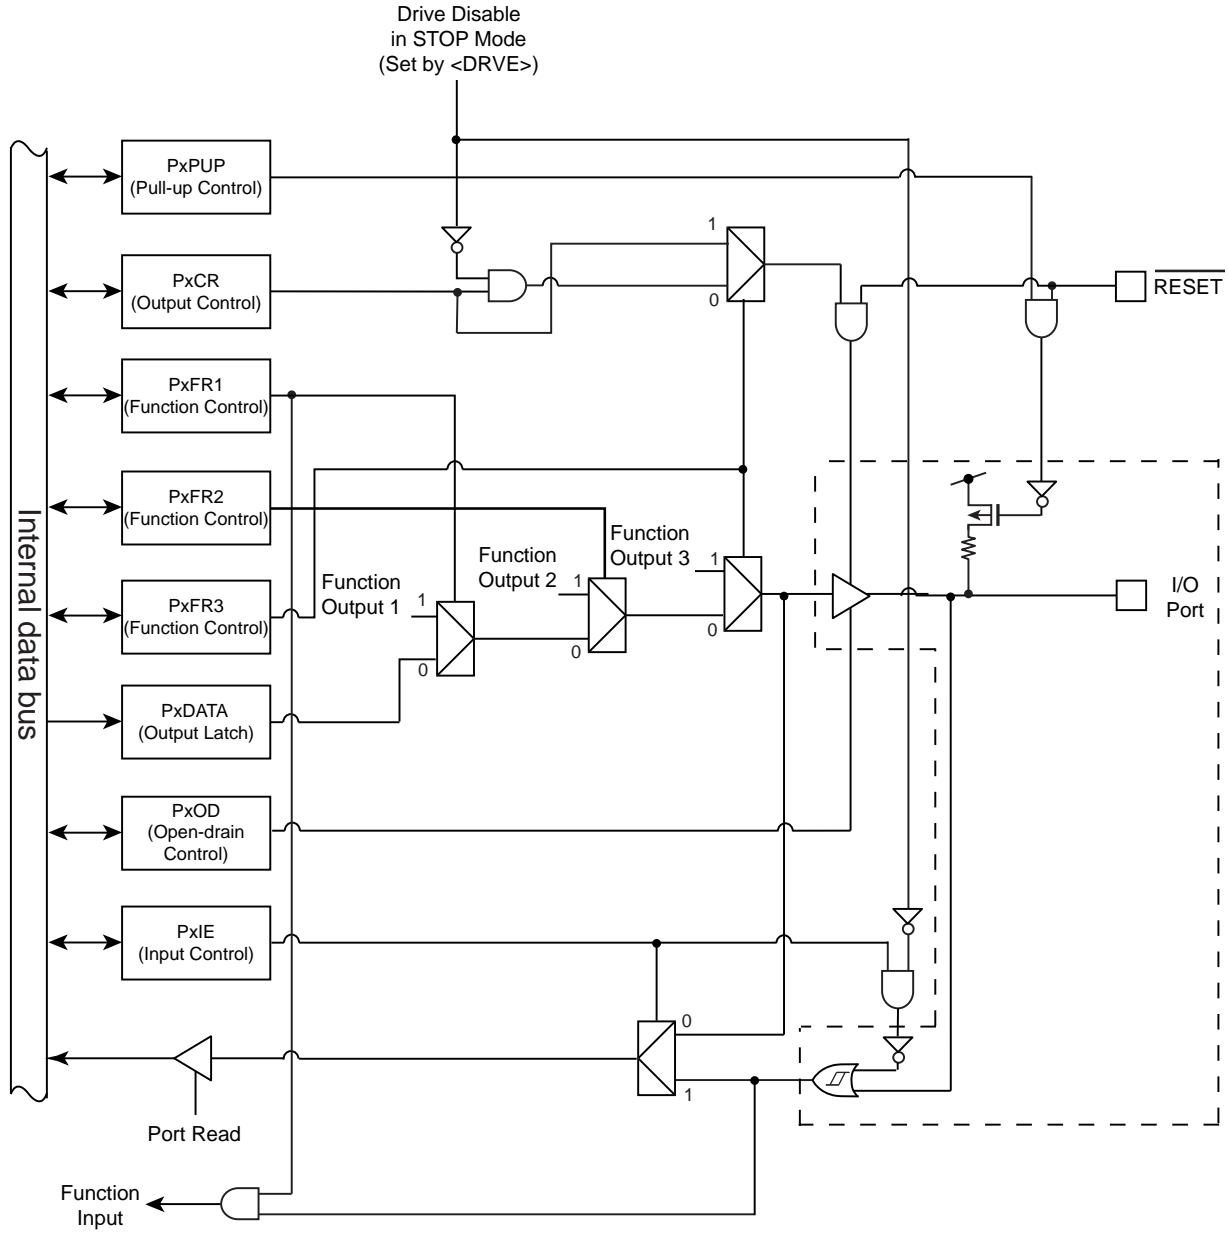 Drive Disable
in STOP Mode
(Set by <DRVE>)
PxPUP
(Pull-up Control)
1
PxCR
(Output Control)
0
RESET
PxFR1
(Function Control)
PxFR2
(Function Control)
Internal data bus
Function
Output 3
1
Function
Output 2
1
Function
Output 1
1
PxFR3
(Function Control)
I/O
Port
0
0
0
PxDATA
(Output Latch)
PxOD
(Open-drain
Control)
PxIE
(Input Control)
0
1
Port Read
Function
Input